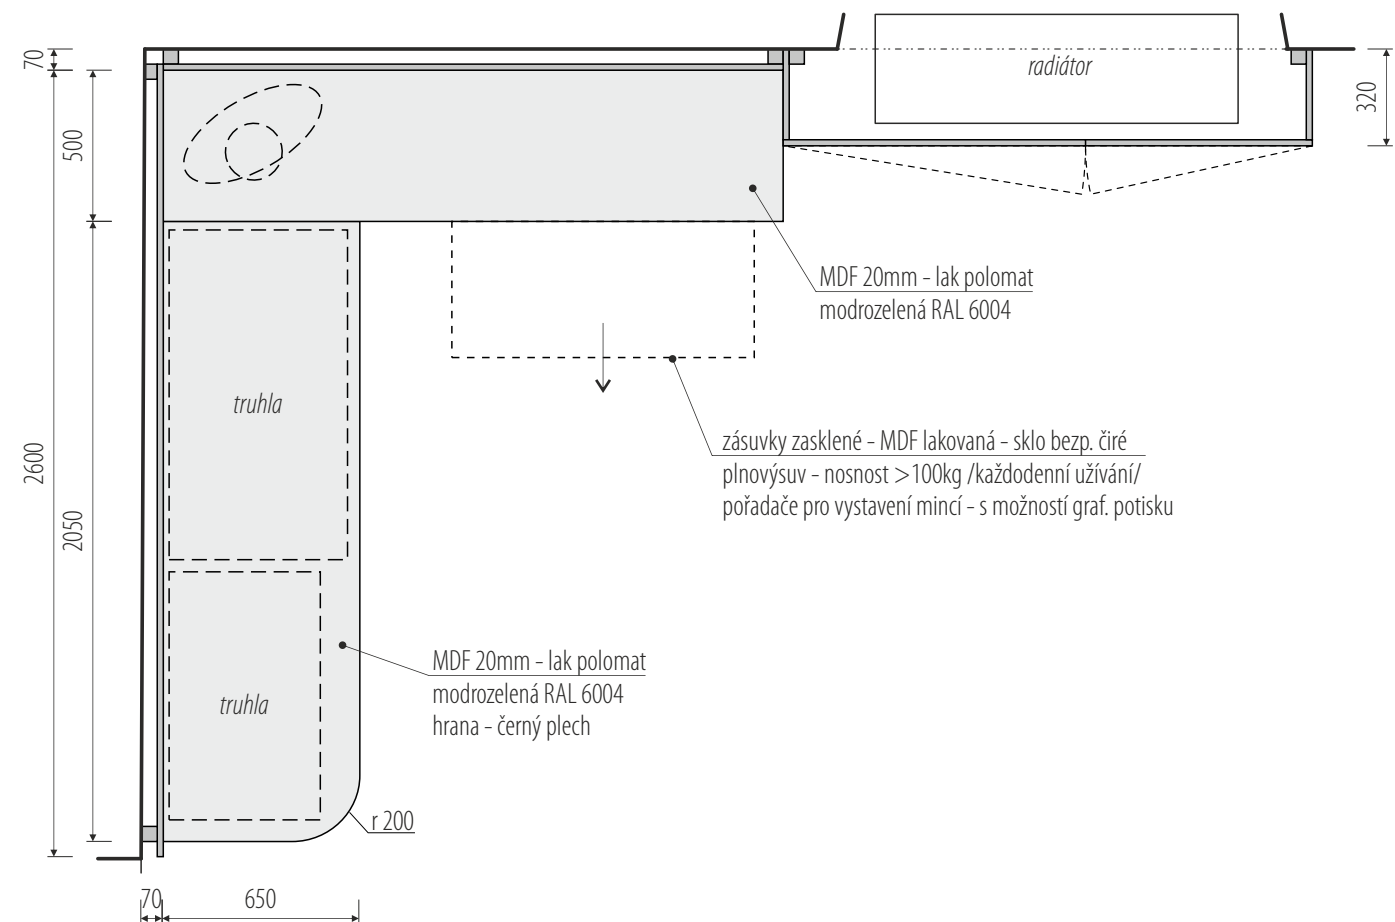 70
500
2600
2050
radiátor
320
MDF 20mm - lak polomat
modrozelená RAL 6004
truhla
zásuvky zasklené - MDF lakovaná - sklo bezp. čiré
plnovýsuv - nosnost >100kg /každodenní užívání/
pořadače pro vystavení mincí - s možností graf. potisku
truhla
MDF 20mm - lak polomat
modrozelená RAL 6004
hrana - černý plech
r 200
70
650